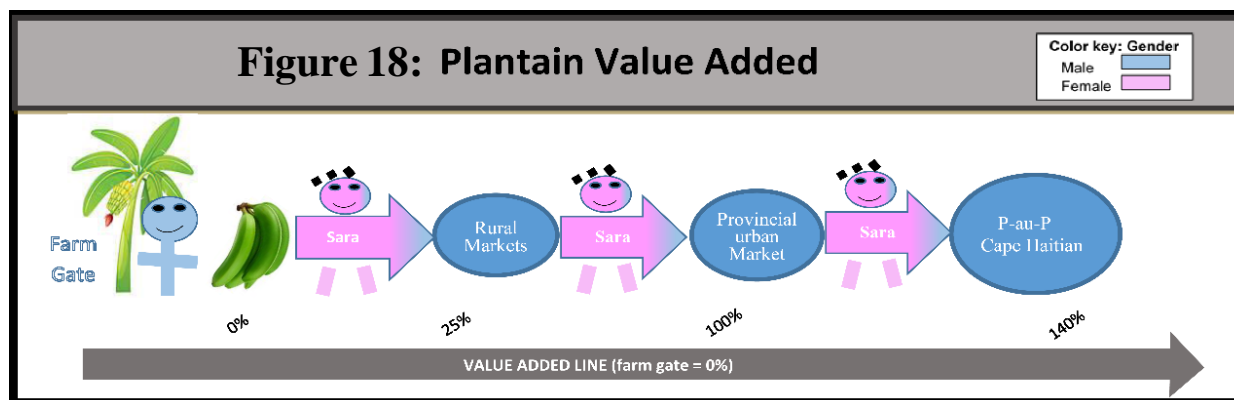 Figure 18: Plantain Value Added
Color key: Gender
Male
Female
Farm
Gate
Sara
Rural
Markets
Sara
Provincial
urban
Market
Sara
P-au-P
Cape Haitian
0%
25%
100%
140%
VALUE ADDED LINE (farm gate = 0%)